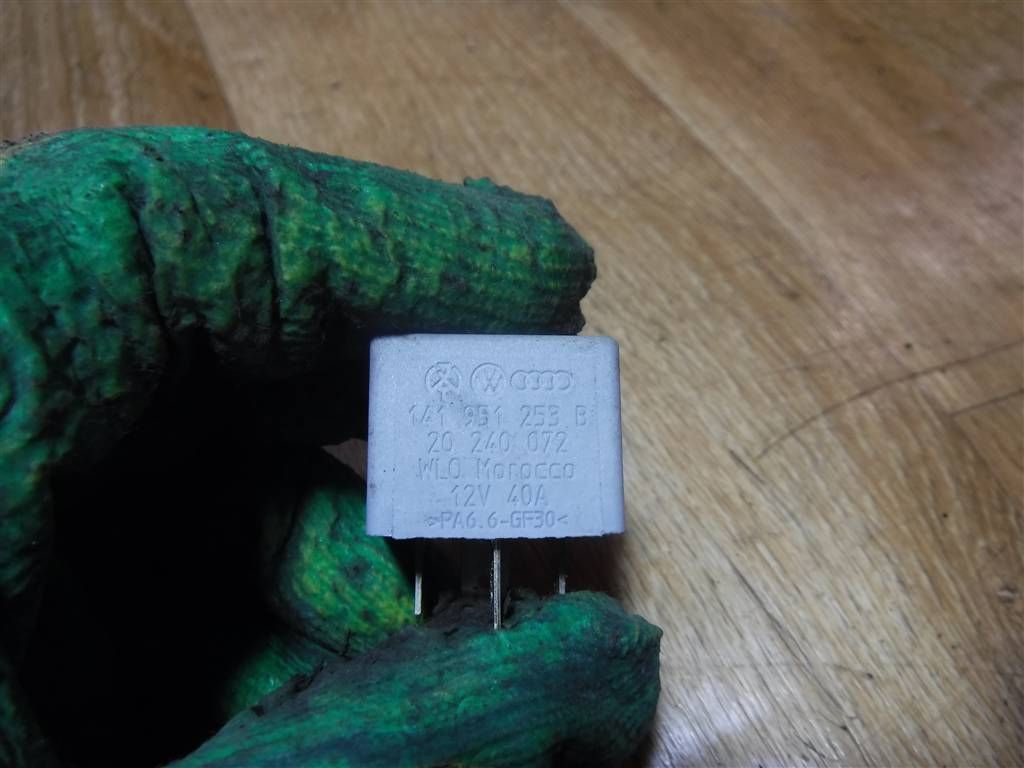 141 951 253 B
20 240 072
WLO Morocco
12V 40A
>PA6.6-GF30<